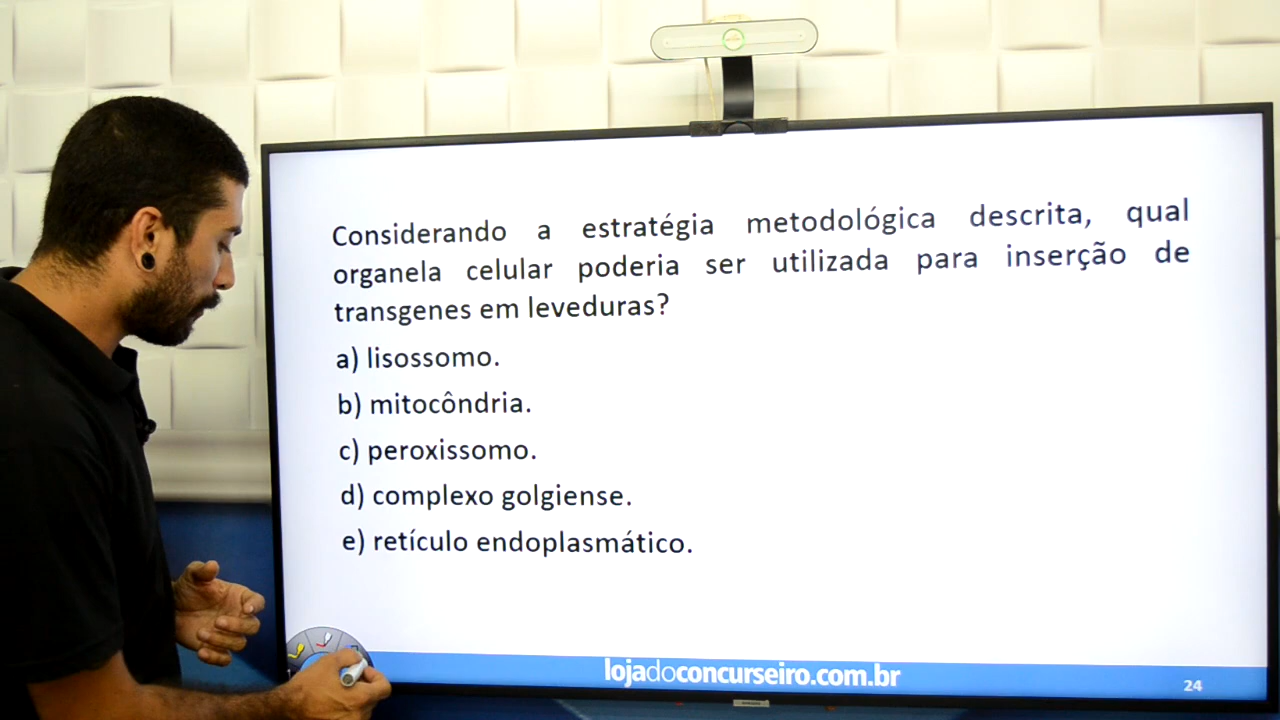 Considerando a estratégia metodológica descrita, qual
organela celular poderia ser utilizada para inserção de
transgenes em leveduras?
a) lisossomo.
b) mitocôndria.
c) peroxissomo.
d) complexo golgiense.
e) retículo endoplasmático.
lojadoconcurseiro.com.br
24